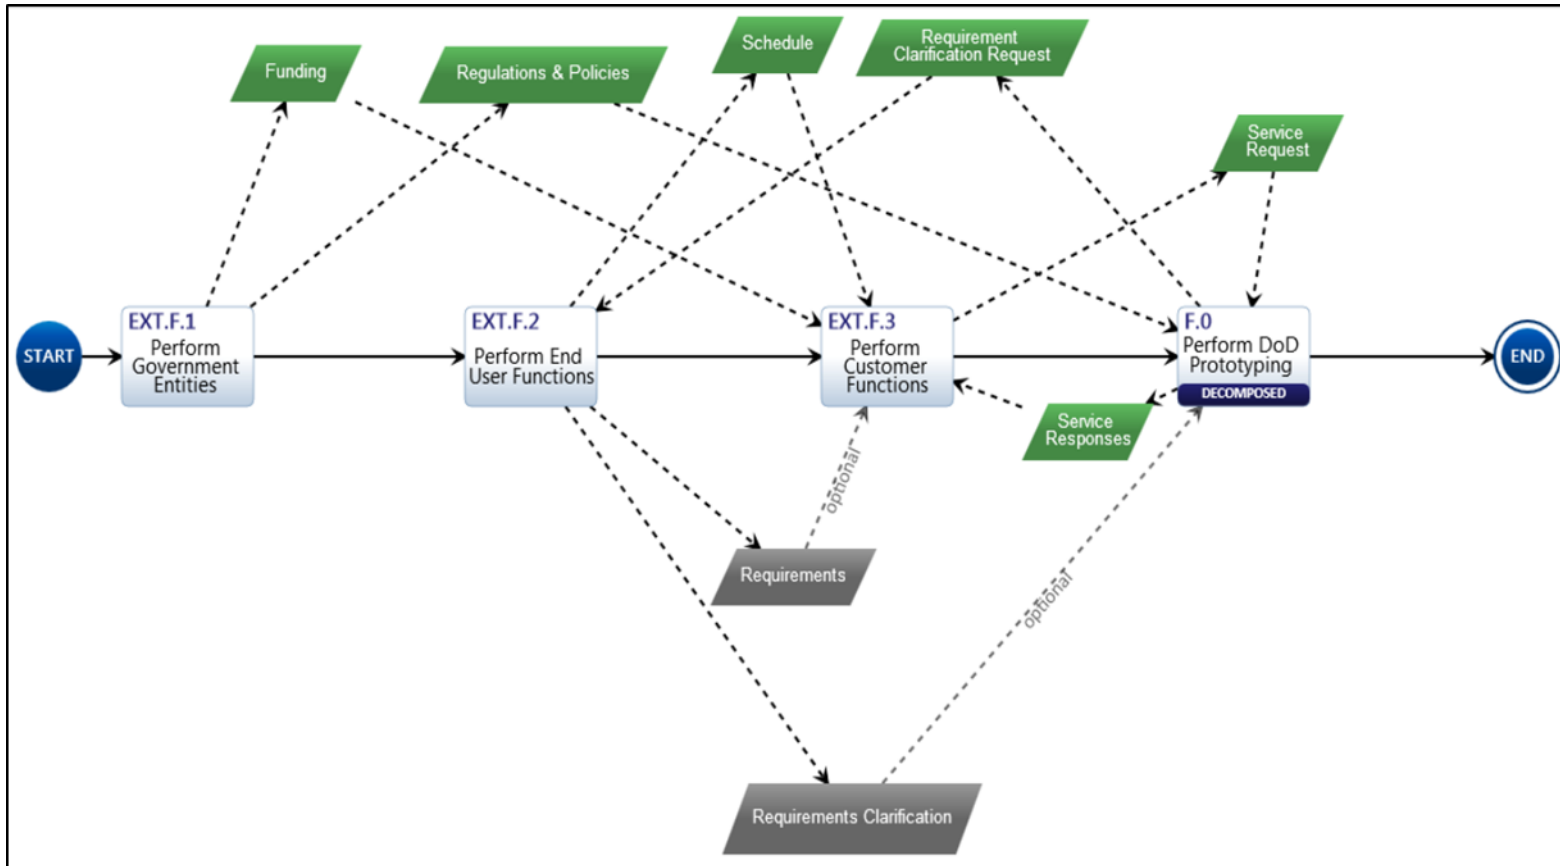 Schedule
Requirement
Clarification Request
Funding
Regulations & Policies
Service
Request
EXT.F.1
Perform
Government
Entities
EXT.F.2
Perform End
User Functions
EXT.F.3
Perform
Customer
Functions
F.0
Perform DoD
Prototyping
DECOMPOSED
START
END
Service
Responses
optional
Requirements
optional
Requirements Clarification